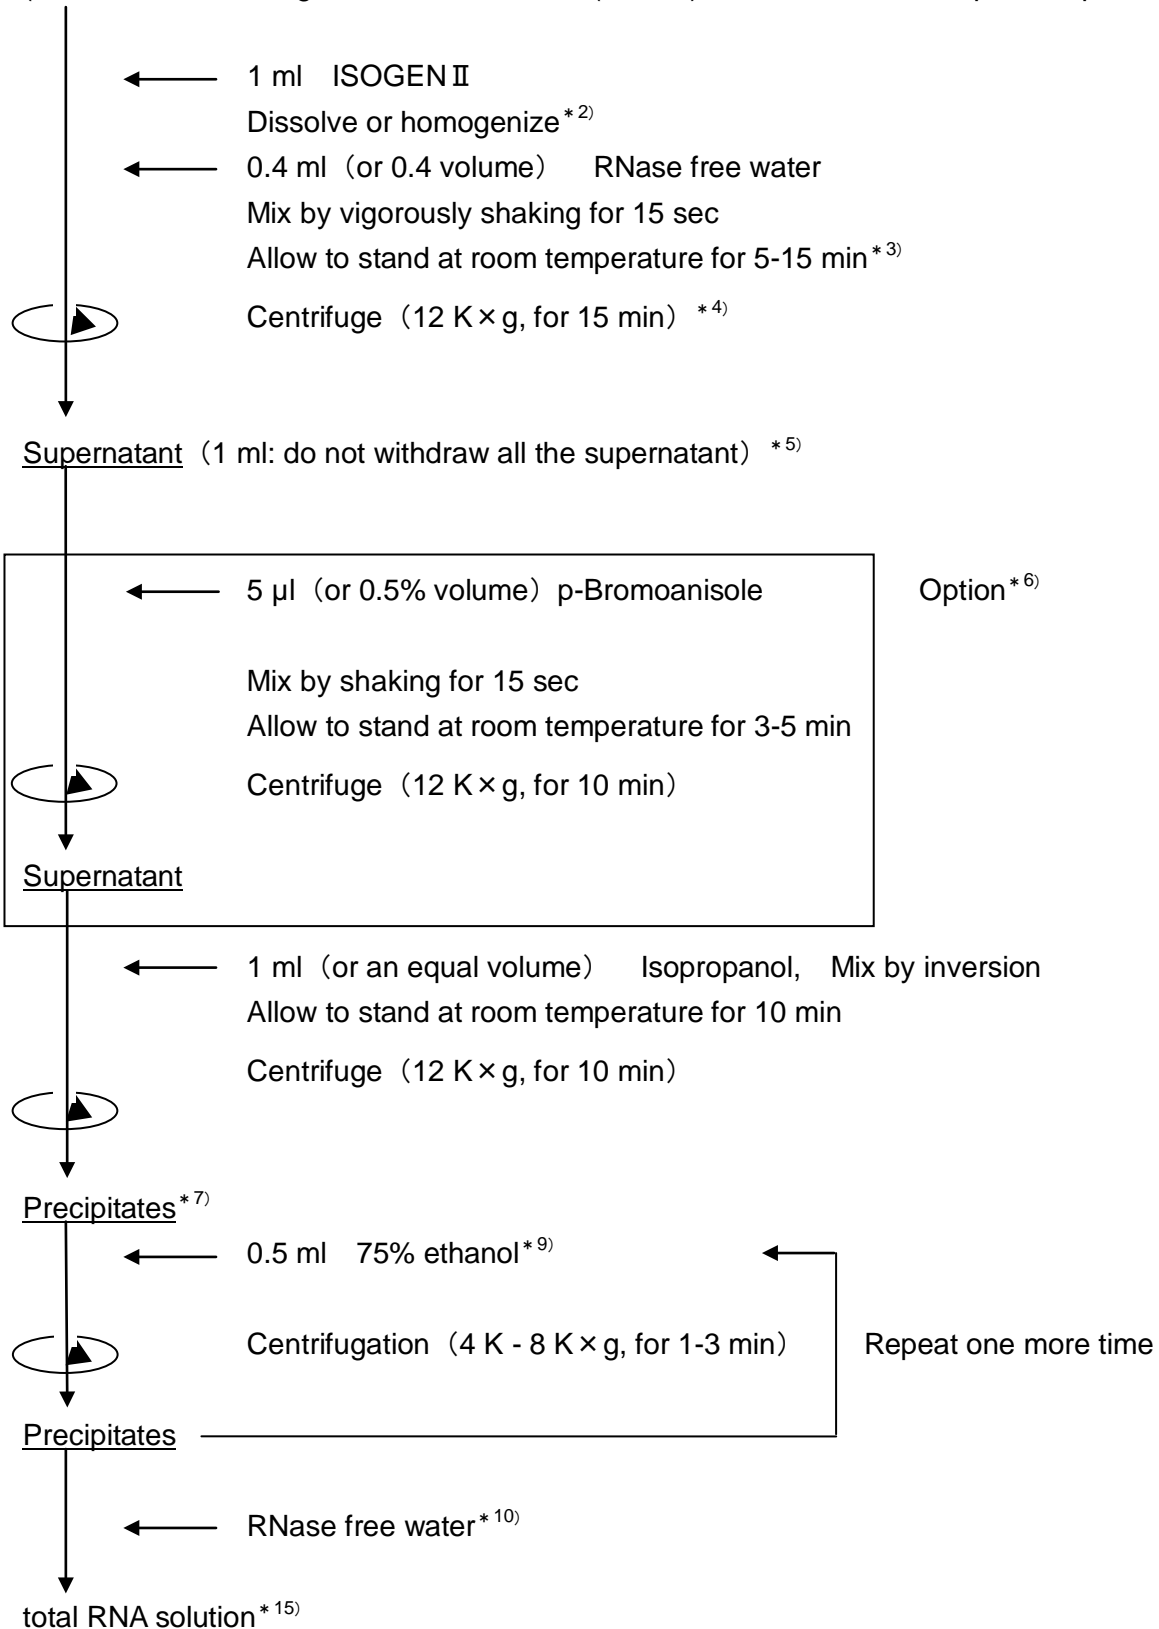 1 ml ISOGENⅡ
Dissolve or homogenize*2)
0.4 ml（or 0.4 volume） RNase free water
Mix by vigorously shaking for 15 sec
Allow to stand at room temperature for 5-15 min*3)
Centrifuge（12 K×g, for 15 min）*4)
Supernatant（1 ml: do not withdraw all the supernatant）*5)
5 µl（or 0.5% volume）p-Bromoanisole Option*6)
Mix by shaking for 15 sec
Allow to stand at room temperature for 3-5 min
Centrifuge（12 K×g, for 10 min）
Supernatant
1 ml（or an equal volume） Isopropanol, Mix by inversion
Allow to stand at room temperature for 10 min
Centrifuge（12 K×g, for 10 min）
Precipitates*7)
0.5 ml 75% ethanol*9)
Centrifugation（4 K - 8 K×g, for 1-3 min） Repeat one more time
Precipitates
RNase free water*10)
total RNA solution*15)